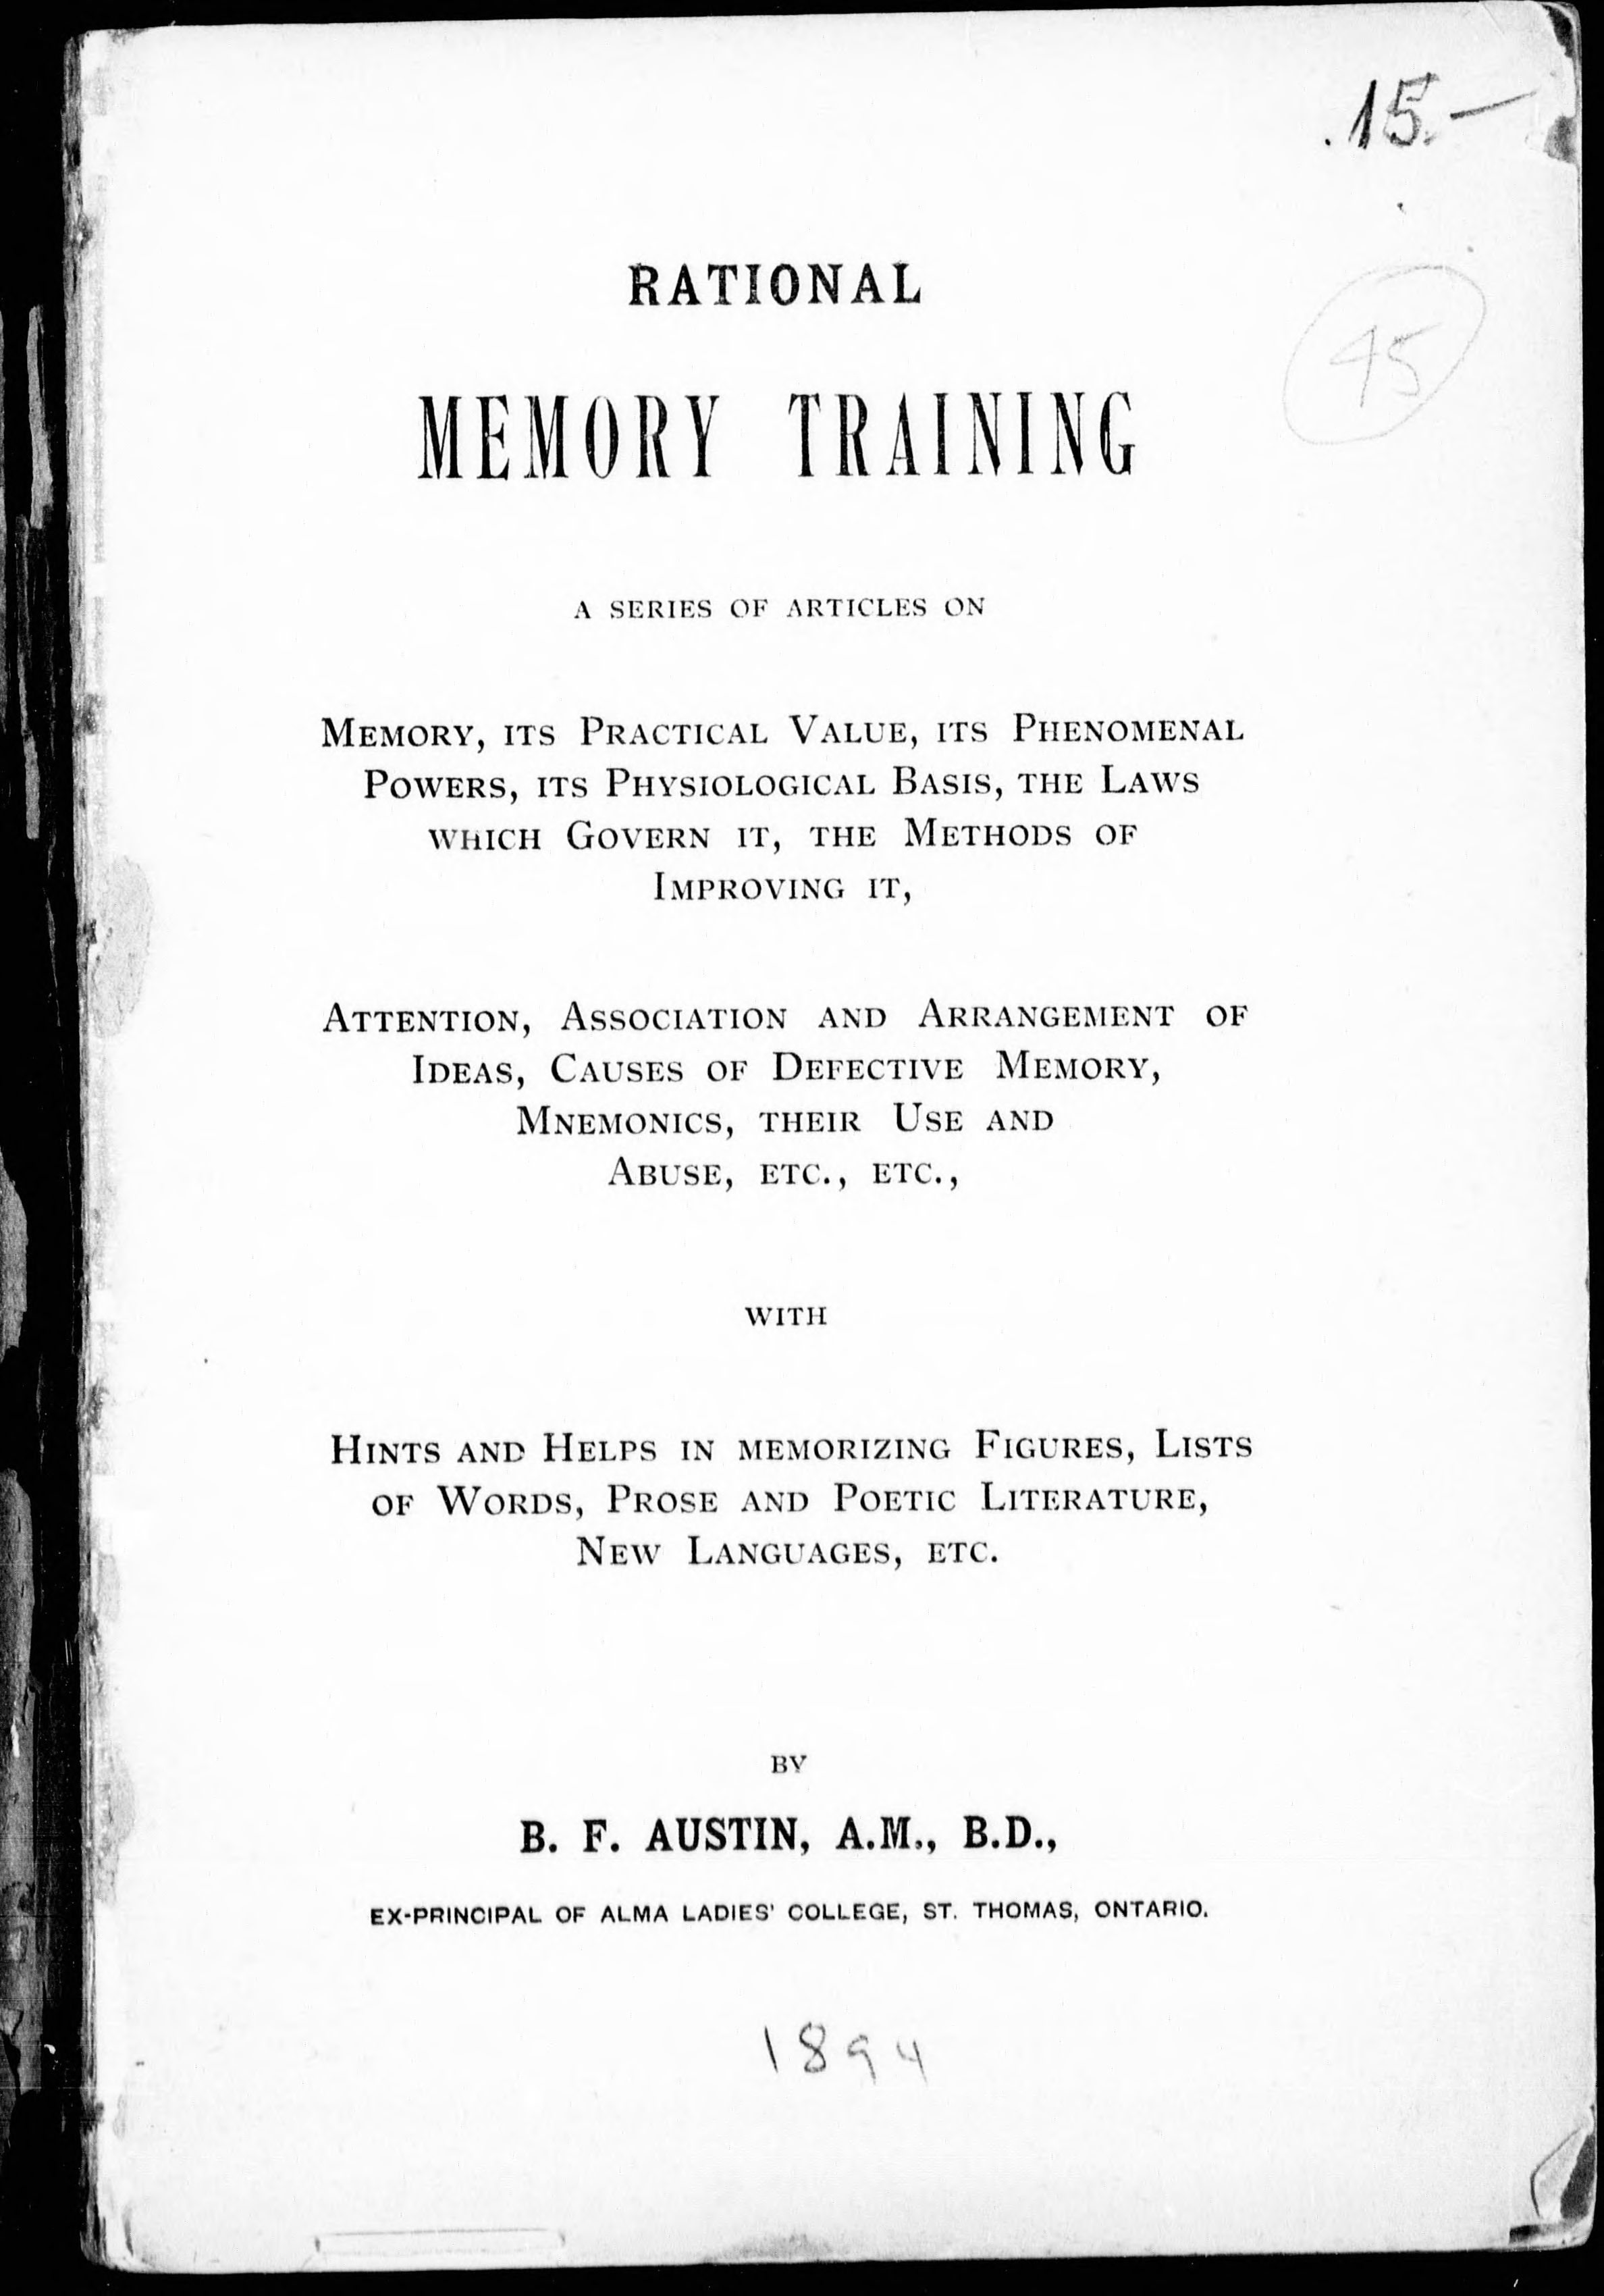 .15.—
RATIONAL
45
MEMORY TRAINING
A SERIES OF ARTICLES ON
MEMORY, ITS PRACTICAL VALUE, ITS PHENOMENAL
POWERS, ITS PHYSIOLOGICAL BASIS, THE LAWS
WHICH GOVERN IT, THE METHODS OF
IMPROVING IT,
ATTENTION, ASSOCIATION AND ARRANGEMENT OF
IDEAS, CAUSES OF DEFECTIVE MEMORY,
MNEMONICS, THEIR USE AND
ABUSE, ETC., ETC.,
WITH
HINTS AND HELPS IN MEMORIZING FIGURES, LISTS
OF WORDS, PROSE AND POETIC LITERATURE,
NEW LANGUAGES, ETC.
BY
B. F. AUSTIN, A.M., B.D.,
EX-PRINCIPAL OF ALMA LADIES' COLLEGE, ST. THOMAS, ONTARIO.
1894